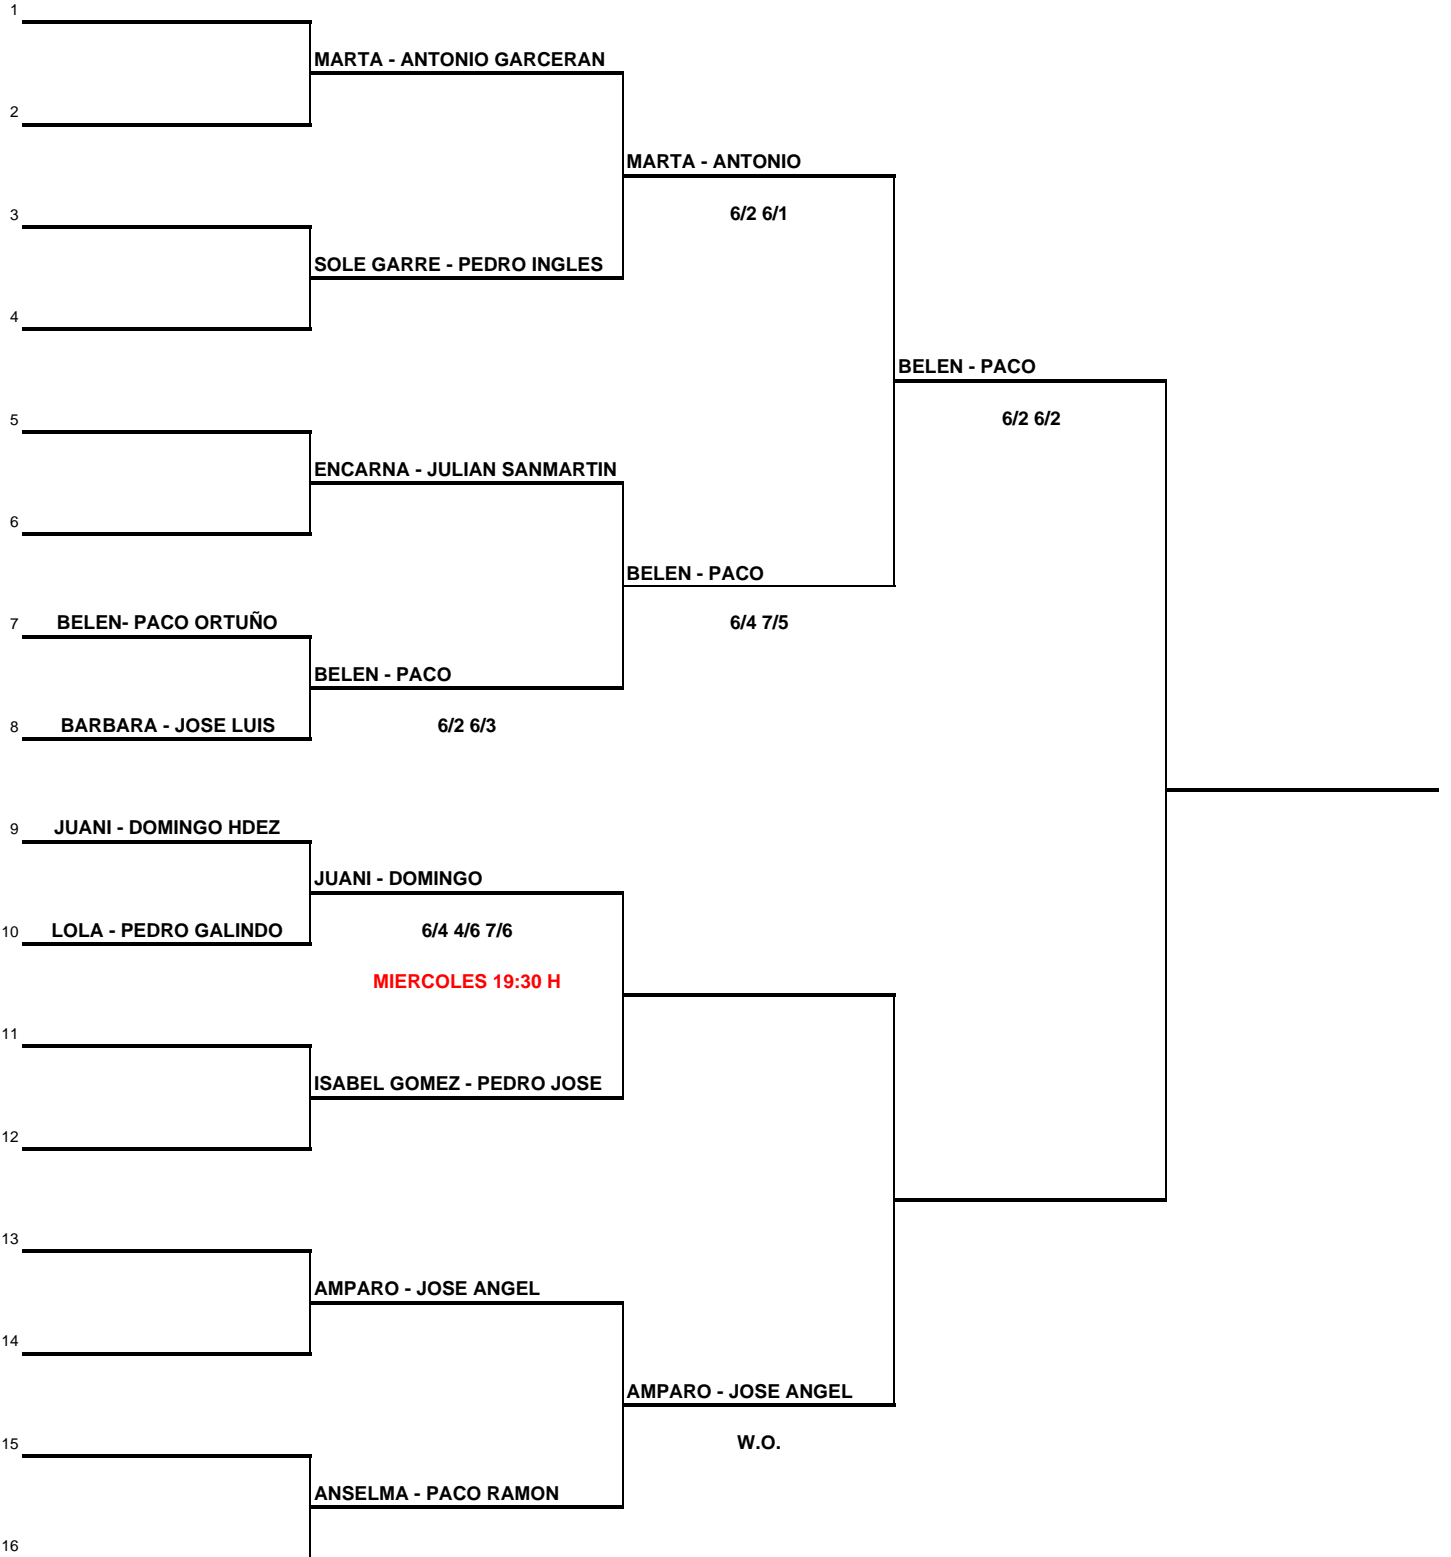 1
MARTA - ANTONIO GARCERAN
2
MARTA - ANTONIO
3
6/2 6/1
SOLE GARRE - PEDRO INGLES
4
BELEN - PACO
5
6/2 6/2
ENCARNA - JULIAN SANMARTIN
6
BELEN - PACO
7 BELEN- PACO ORTUÑO
6/4 7/5
BELEN - PACO
8 BARBARA - JOSE LUIS
6/2 6/3
9 JUANI - DOMINGO HDEZ
JUANI - DOMINGO
10 LOLA - PEDRO GALINDO
6/4 4/6 7/6
MIERCOLES 19:30 H
11
ISABEL GOMEZ - PEDRO JOSE
12
13
AMPARO - JOSE ANGEL
14
AMPARO - JOSE ANGEL
15
W.O.
ANSELMA - PACO RAMON
16